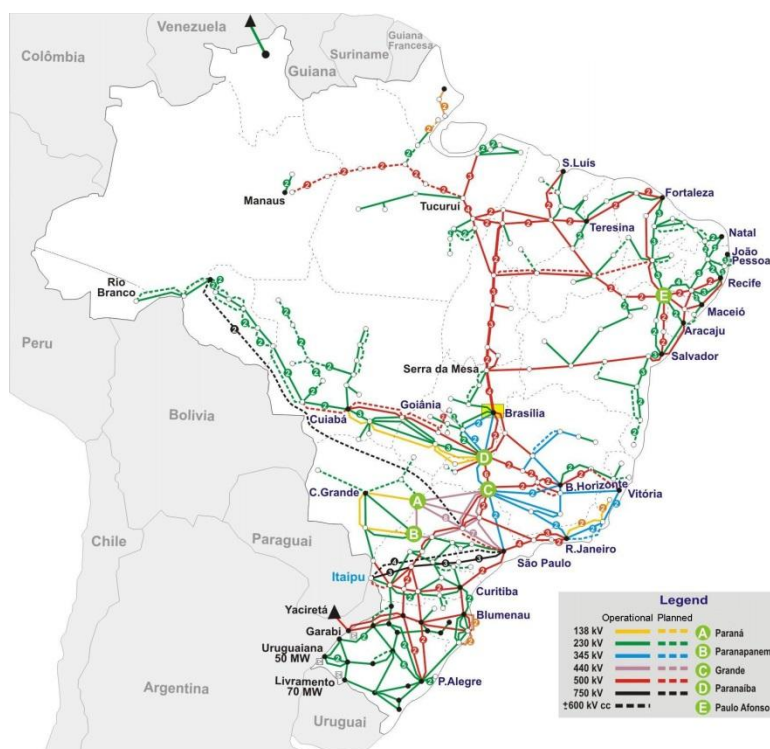 Venezuela
Colômbia
Guiana
Suriname
Guiana
Francesa
S.Luis
Fortaleza
Manaus
Tucuruí
Teresina
Natal
João
Pessoa
Recife
Rio
Branco
E
Maceió
Aracaju
Peru
Salvador
Serra da Mesa
Bolivia
Goiânia
Brasília
Cuiabá
D
C.Grande
A
C
B.Horizonte
Vitória
B
Paraguai
Chile
R.Janeiro
São Paulo
Itaipu
Curitiba
Yaciretá
Blumenau
Garabi
Uruguaiana
50 MW
Livramento
70 MW
P.Alegre
Argentina
Uruguai
Legend
Operational Planned
138 kV A Paraná
230 kV B Paranapanem
345 kV
440 kV C Grande
500 kV D Paranaíba
750 kV
±600 kV cc E Paulo Afonso